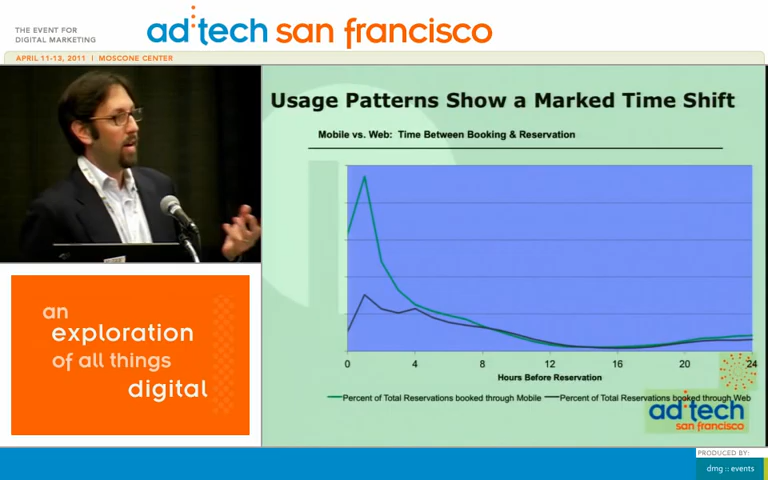 THE EVENT FOR
DIGITAL MARKETING
ad:tech san francisco
APRIL 11-13, 2011 | MOSCONE CENTER
Usage Patterns Show a Marked Time Shift
Mobile vs. Web: Time Between Booking & Reservation
0 4 8 12 16 20 24
Hours Before Reservation
Percent of Total Reservations booked through Mobile Percent of Total Reservations booked through Web
ad:tech
san francisco
an
exploration
of all things
digital
PRODUCED BY:
dmg :: events